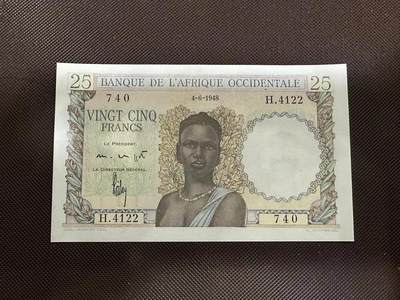 25 BANQUE DE L'AFRIQUE OCCIDENTALE 25
740 4-6-1948 H.4122
VINGT CINQ
FRANCS
LE PRÉSIDENT,
LE DIRECTEUR GÉNÉRAL,
H.4122 740